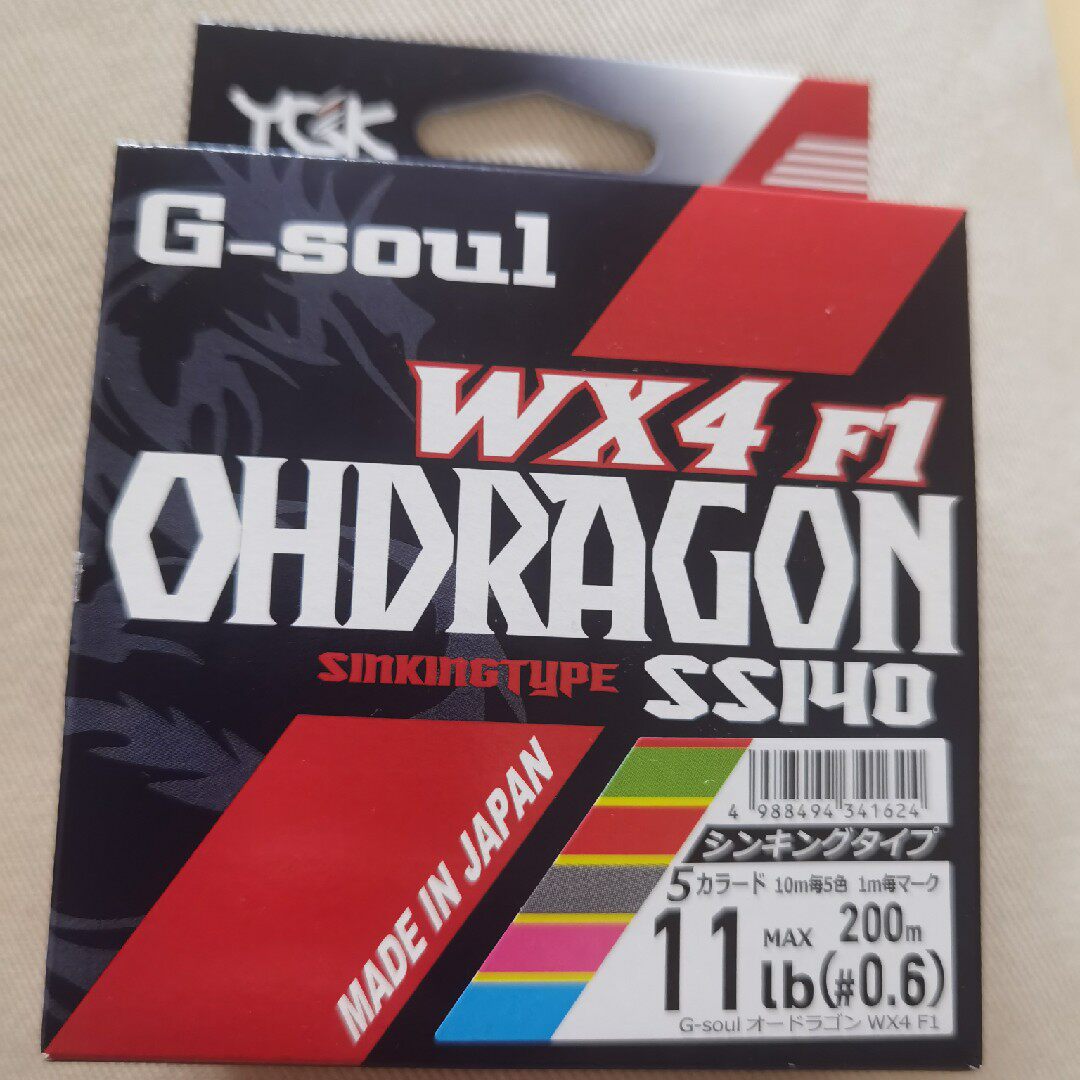 YGK
G-soul
WX4 F1
OHDRAGON
SINKINGTYPE SS140
MADE IN JAPAN
4 988494 341624
シンキングタイプ
5カラード 10m毎5色 1m毎マーク
11 lb(#0.6) MAX 200m
G-soul オードラゴン WX4 F1